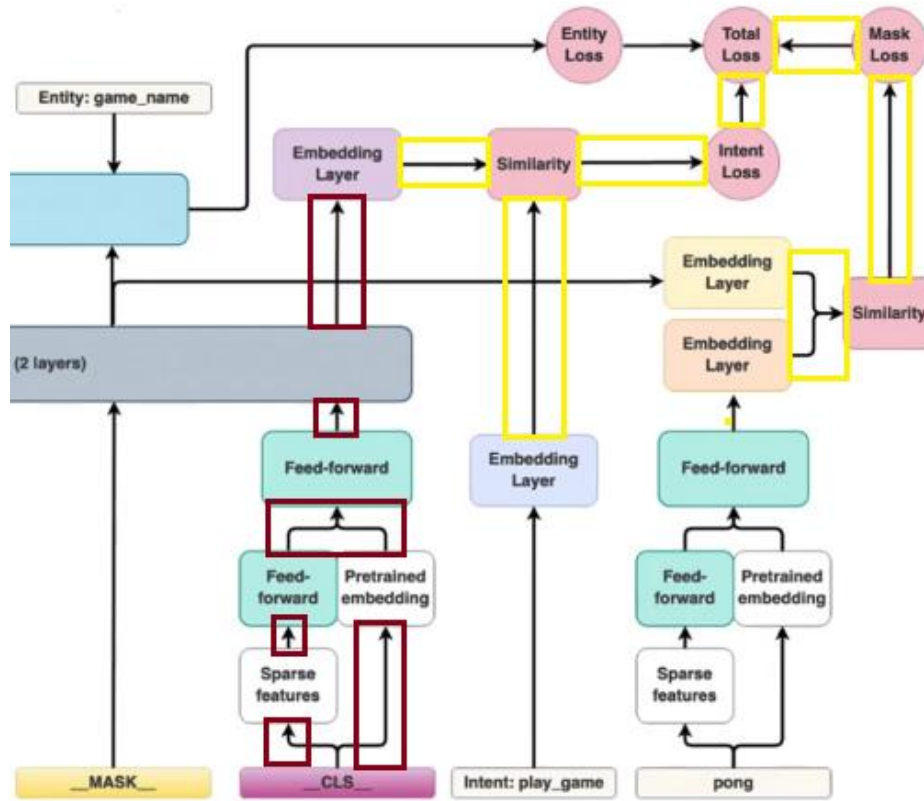 Entity
Loss
Total
Loss
Mask
Loss
Entity: game_name
Embedding
Layer
Similarity
Intent
Loss
Embedding
Layer
Similarity
(2 layers)
Embedding
Layer
Feed-forward
Embedding
Layer
Feed-forward
Feed-
forward
Pretrained
embedding
Feed-
forward
Pretrained
embedding
Sparse
features
Sparse
features
__MASK__
__CLS__
Intent: play_game
pong